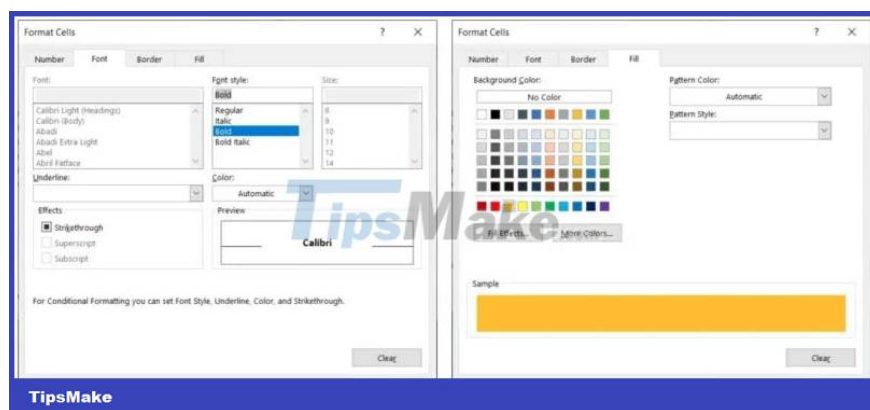 Format Cells ? ×
Number Font Border Fill
Font: Font style: Size:
Bold
Calibri Light (Headings) Regular 8
Calibri (Body) Italic 9
Abadi Bold 10
Abadi Extra Light Bold Italic 11
Abel 12
Abril Fatface 14
Underline: Color:
Automatic
Effects Preview
Strikethrough
Superscript
Subscript
Calibri
For Conditional Formatting you can set Font Style, Underline, Color, and Strikethrough.
Clear
Format Cells ? ×
Number Font Border Fill
Background Color: Pattern Color:
No Color Automatic
Pattern Style:
Fill Effects... More Colors...
Sample
Clear
TipsMake
TipsMake